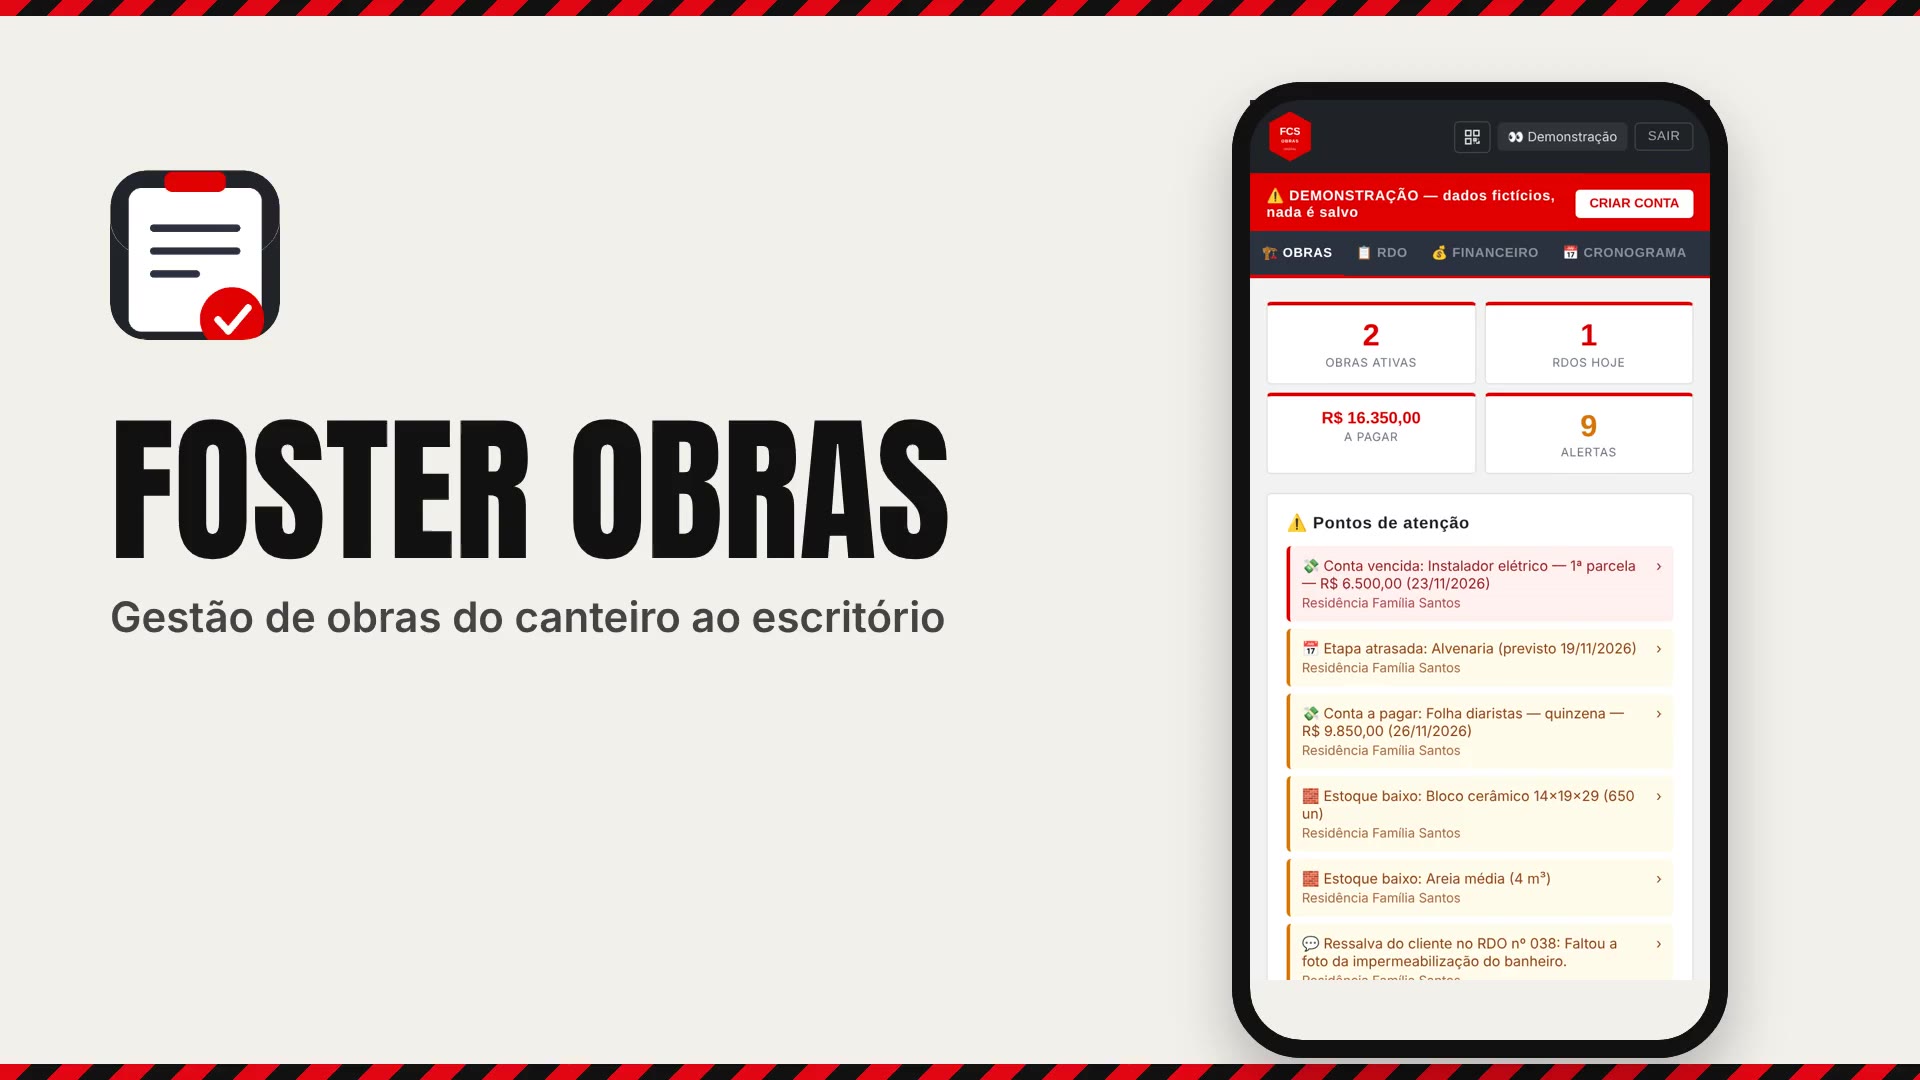 FOSTER OBRAS
Gestão de obras do canteiro ao escritório
FCS
OBRAS
👀 Demonstração
SAIR
⚠️ DEMONSTRAÇÃO — dados fictícios,
nada é salvo
CRIAR CONTA
🏗️ OBRAS
📋 RDO
💰 FINANCEIRO
📅 CRONOGRAMA
2
OBRAS ATIVAS
1
RDOS HOJE
R$ 16.350,00
A PAGAR
9
ALERTAS
⚠️ Pontos de atenção
💸 Conta vencida: Instalador elétrico — 1ª parcela
— R$ 6.500,00 (23/11/2026)
Residência Família Santos
📅 Etapa atrasada: Alvenaria (previsto 19/11/2026)
Residência Família Santos
💸 Conta a pagar: Folha diaristas — quinzena —
R$ 9.850,00 (26/11/2026)
Residência Família Santos
🧱 Estoque baixo: Bloco cerâmico 14×19×29 (650
un)
Residência Família Santos
🧱 Estoque baixo: Areia média (4 m³)
Residência Família Santos
💬 Ressalva do cliente no RDO nº 038: Faltou a
foto da impermeabilização do banheiro.
Residência Família Santos